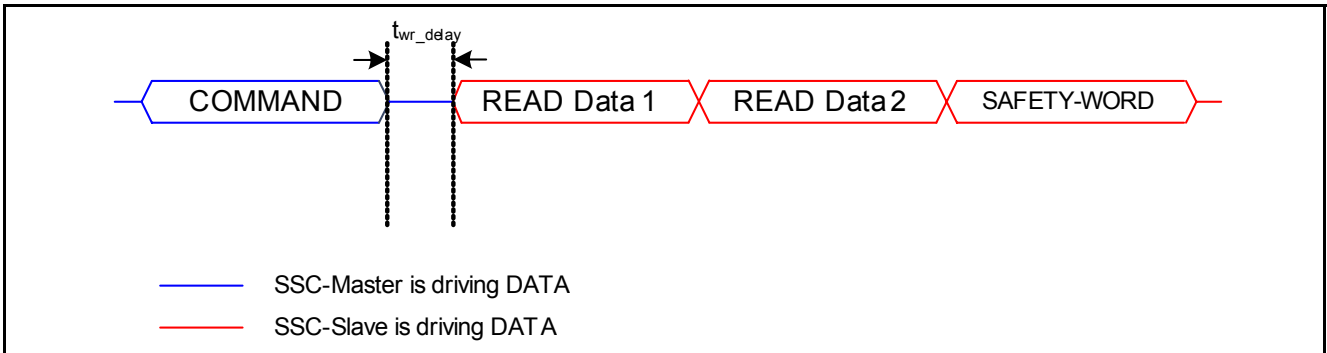 twr_delay
COMMAND READ Data 1 READ Data 2 SAFETY-WORD
SSC-Master is driving DATA
SSC-Slave is driving DATA